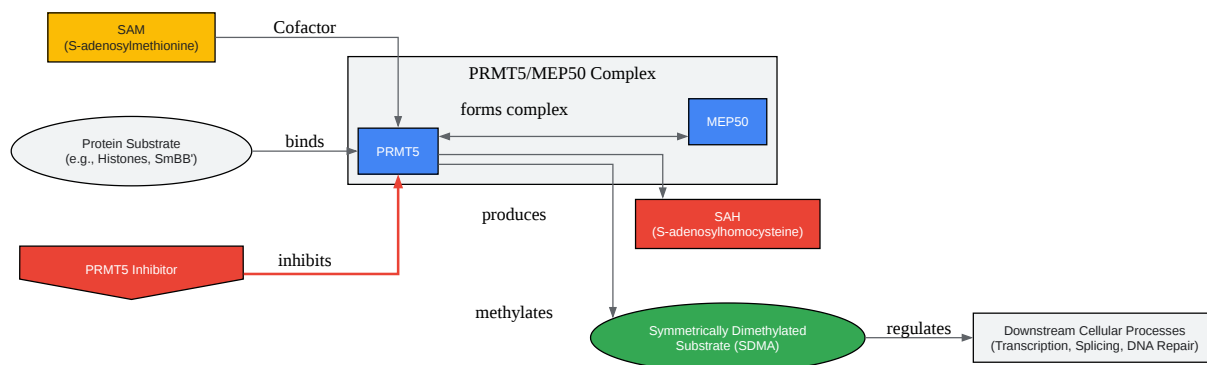 SAM
(S-adenosylmethionine)
Cofactor
PRMT5/MEP50 Complex
forms complex
MEP50
Protein Substrate
(e.g., Histones, SmBB')
binds
PRMT5
produces
SAH
(S-adenosylhomocysteine)
PRMT5 Inhibitor
inhibits
methylates
Symmetrically Dimethylated
Substrate (SDMA)
regulates
Downstream Cellular Processes
(Transcription, Splicing, DNA Repair)